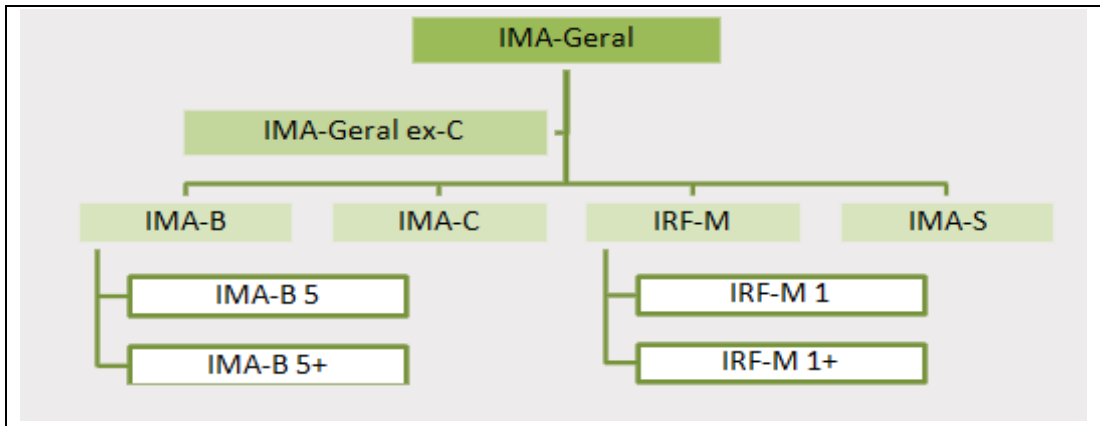 IMA-Geral
IMA-Geral ex-C
IMA-B
IMA-C
IRF-M
IMA-S
IMA-B 5
IRF-M 1
IMA-B 5+
IRF-M 1+